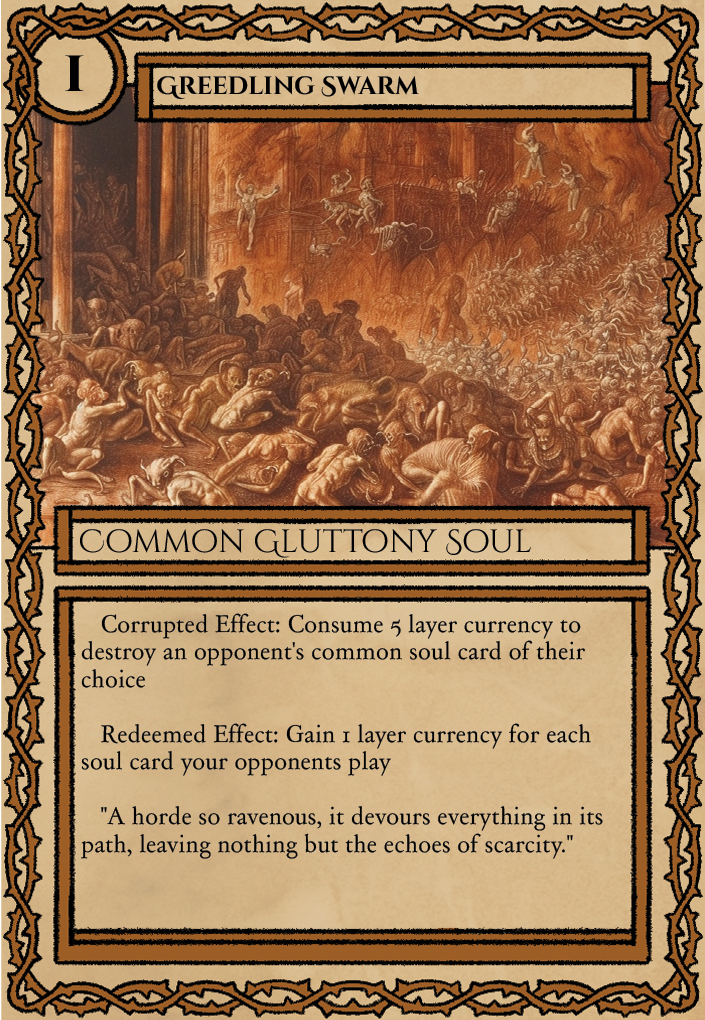 I
Greedling Swarm
Common Gluttony Soul
Corrupted Effect: Consume 5 layer currency to
destroy an opponent's common soul card of their
choice
Redeemed Effect: Gain 1 layer currency for each
soul card your opponents play
"A horde so ravenous, it devours everything in its
path, leaving nothing but the echoes of scarcity."